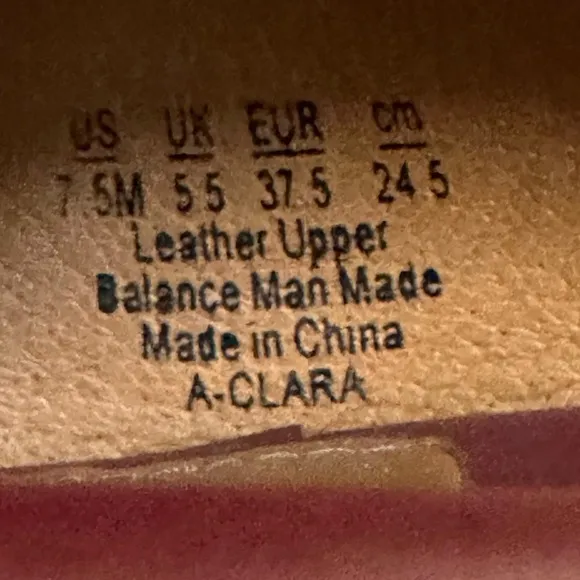 US UK EUR cm
7.5M 5.5 37.5 24.5
Leather Upper
Balance Man Made
Made in China
A-CLARA